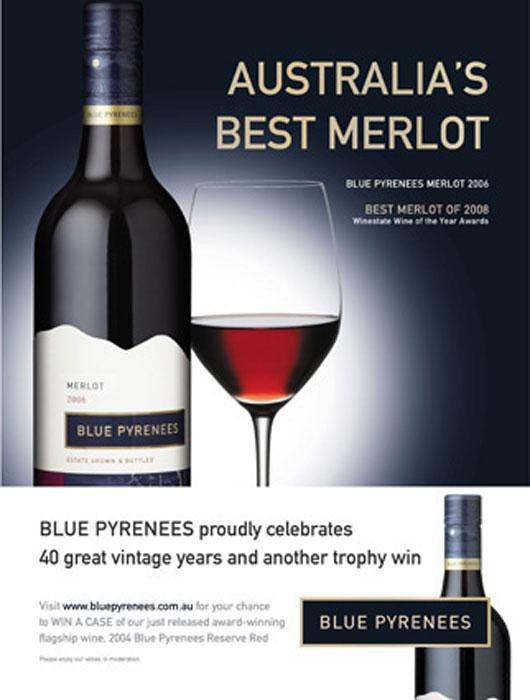 AUSTRALIA'S
BEST MERLOT
BLUE PYRENEES MERLOT 2006
BEST MERLOT OF 2008
Winestate Wine of the Year Awards
BLUE PYRENEES
MERLOT
2006
BLUE PYRENEES
ESTATE GROWN & BOTTLED
BLUE PYRENEES proudly celebrates
40 great vintage years and another trophy win
Visit www.bluepyrenees.com.au for your chance
to WIN A CASE of our just released award-winning
flagship wine, 2004 Blue Pyrenees Reserve Red
Please enjoy our wines in moderation.
BLUE PYRENEES